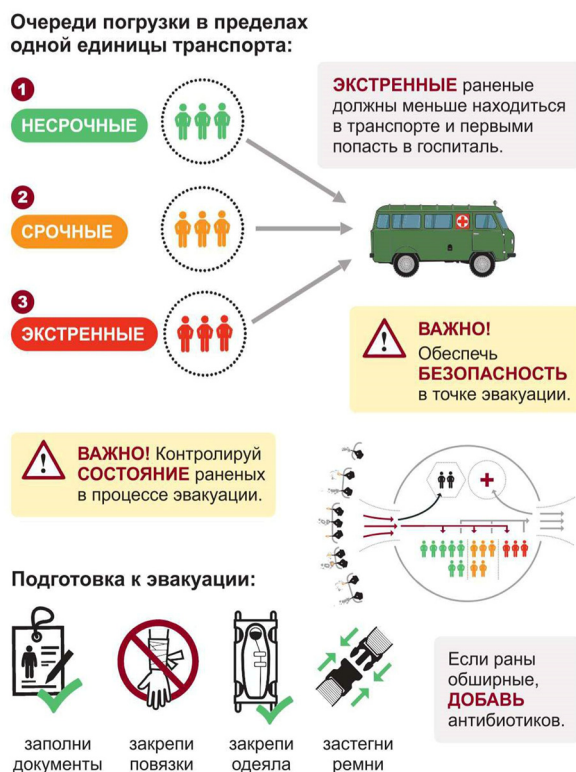 Очереди погрузки в пределах
одной единицы транспорта:
1
НЕСРОЧНЫЕ
2
СРОЧНЫЕ
3
ЭКСТРЕННЫЕ
ЭКСТРЕННЫЕ раненые
должны меньше находиться
в транспорте и первыми
попасть в госпиталь.
ВАЖНО!
Обеспечь
БЕЗОПАСНОСТЬ
в точке эвакуации.
ВАЖНО! Контролируй
СОСТОЯНИЕ раненых
в процессе эвакуации.
Подготовка к эвакуации:
заполни
документы
закрепи
повязки
закрепи
одеяла
застегни
ремни
Если раны
обширные,
ДОБАВЬ
антибиотиков.